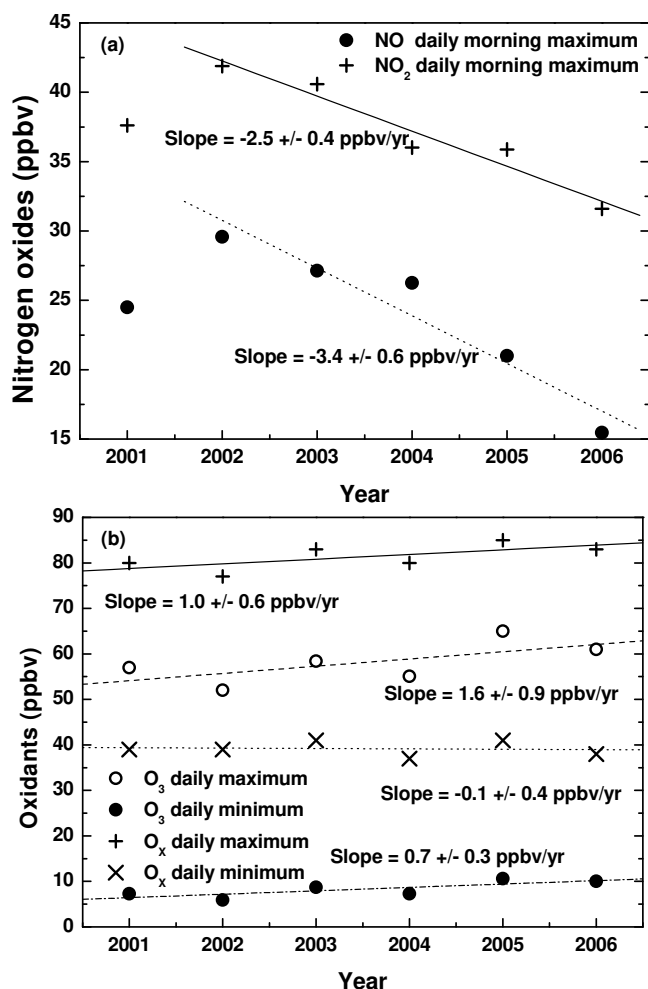 (a)
NO daily morning maximum
NO2 daily morning maximum
Nitrogen oxides (ppbv)
45
40
35
30
25
20
15
Slope = -2.5 +/- 0.4 ppbv/yr
Slope = -3.4 +/- 0.6 ppbv/yr
2001 2002 2003 2004 2005 2006
Year
(b)
Oxidants (ppbv)
90
80
70
60
50
40
30
20
10
0
Slope = 1.0 +/- 0.6 ppbv/yr
Slope = 1.6 +/- 0.9 ppbv/yr
O3 daily maximum
O3 daily minimum
OX daily maximum
OX daily minimum
Slope = -0.1 +/- 0.4 ppbv/yr
Slope = 0.7 +/- 0.3 ppbv/yr
2001 2002 2003 2004 2005 2006
Year